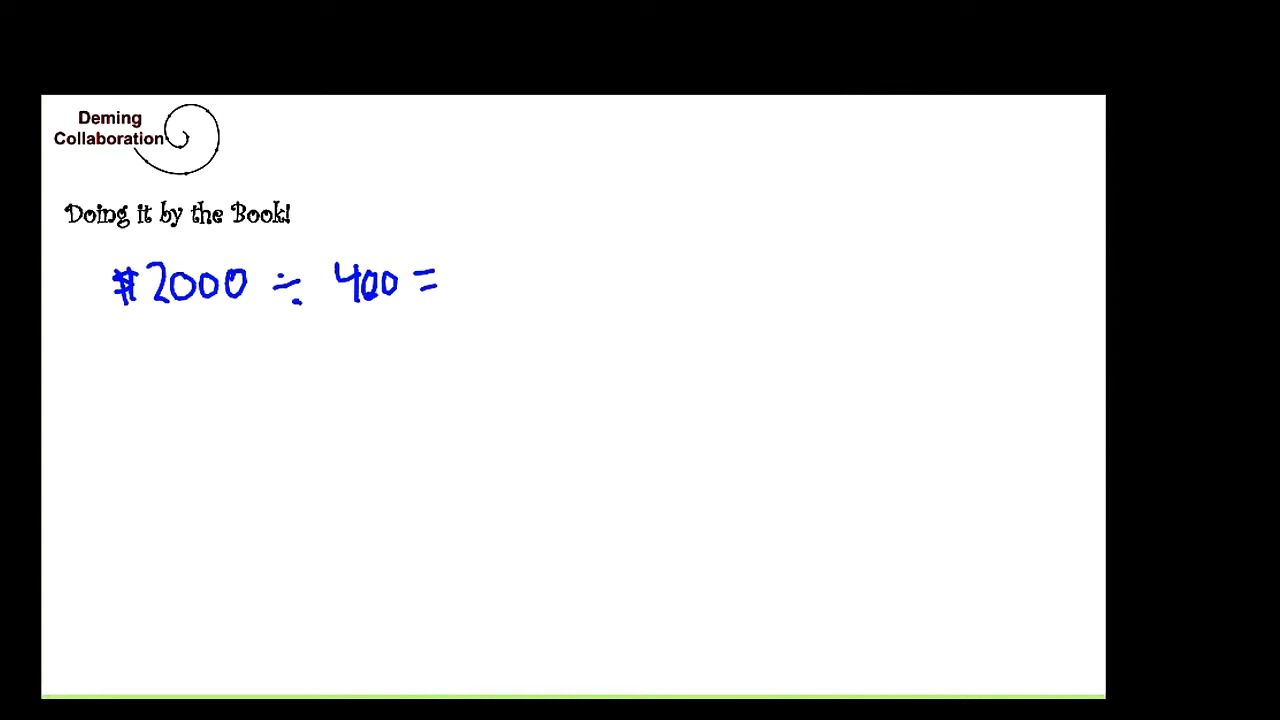 Deming
Collaboration
Doing it by the Book!
$2000 ÷ 400 =